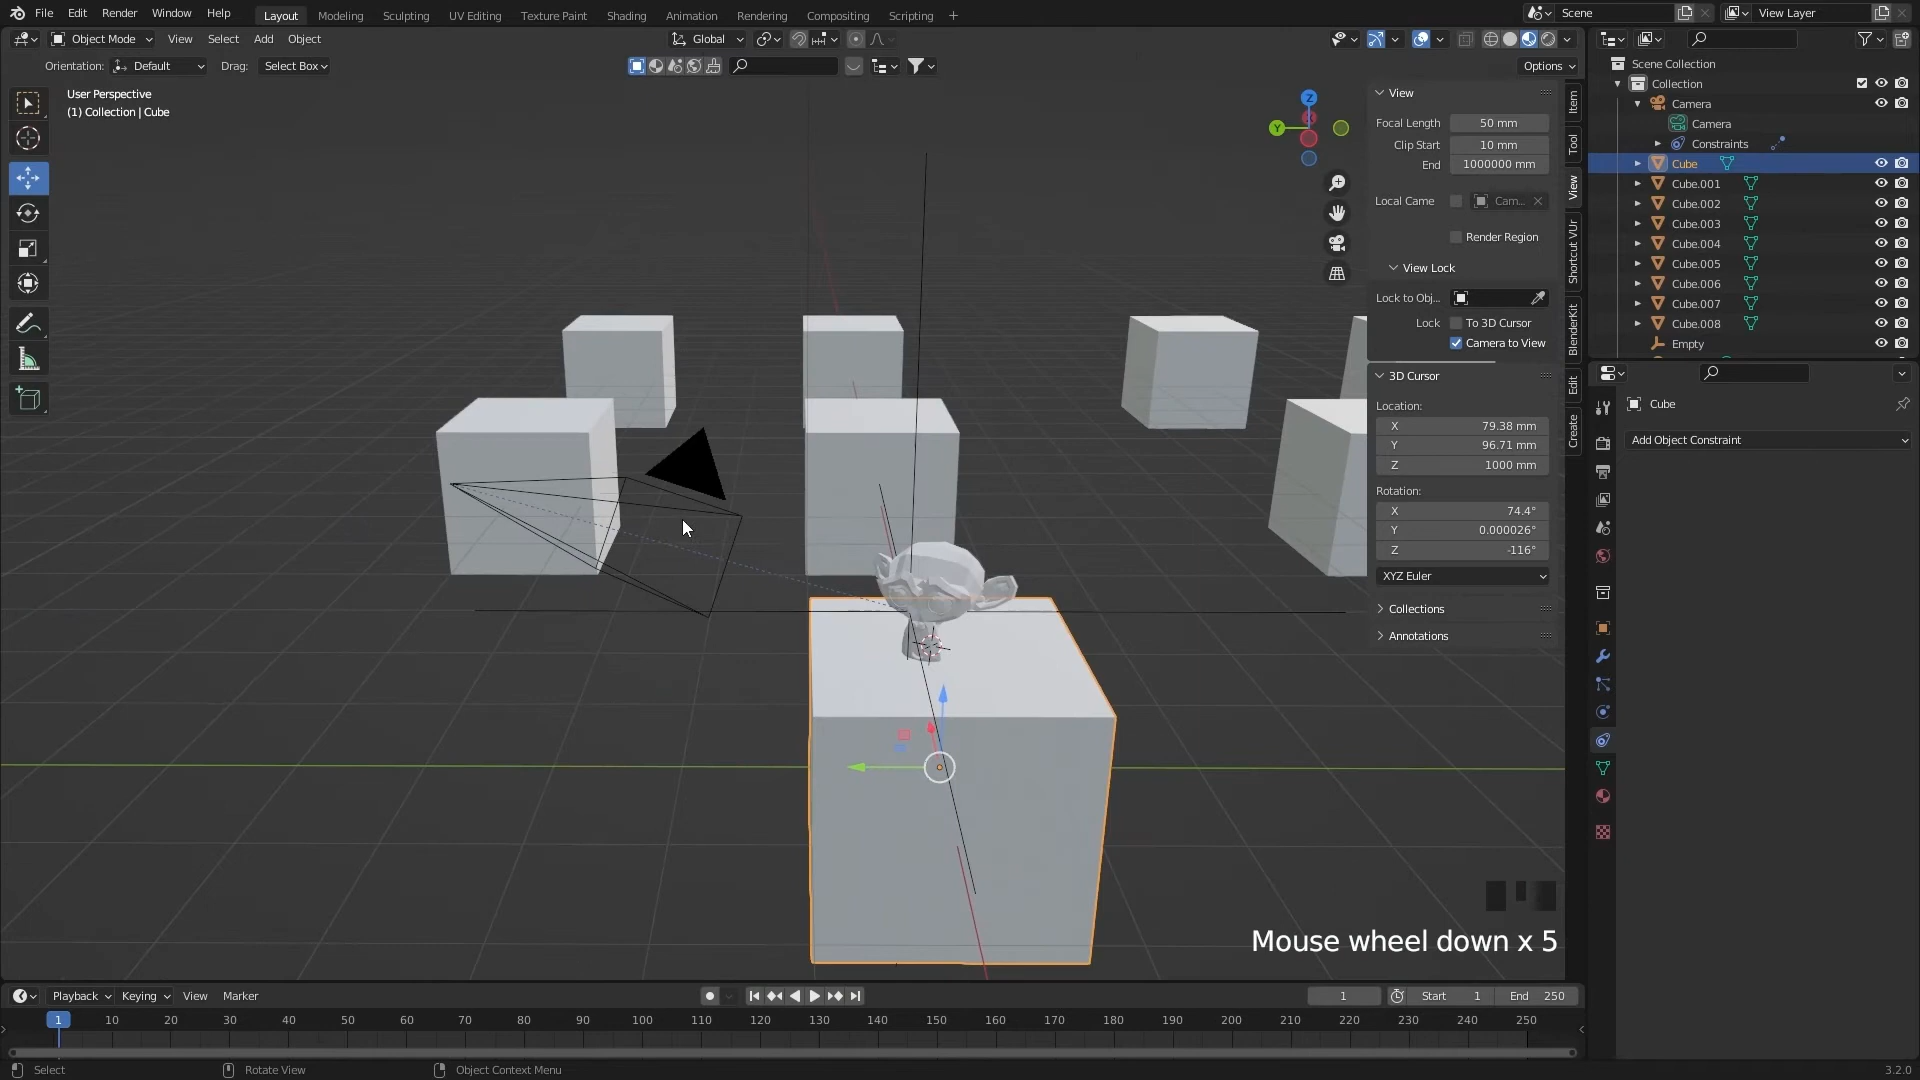 File Edit Render Window Help
Layout Modeling Sculpting UV Editing Texture Paint Shading Animation Rendering Compositing Scripting +
Scene
View Layer
Object Mode View Select Add Object
Global
Orientation: Default Drag: Select Box
Options
User Perspective
(1) Collection | Cube
Z
Y
View
Focal Length 50 mm
Clip Start 10 mm
End 1000000 mm
Local Came Cam...
Render Region
View Lock
Lock to Obj...
Lock To 3D Cursor
Camera to View
3D Cursor
Location:
X 79.38 mm
Y 96.71 mm
Z 1000 mm
Rotation:
X 74.4°
Y 0.000026°
Z -116°
XYZ Euler
Collections
Annotations
Item
Tool
View
Shortcut VUr
BlenderKit
Edit
Create
Scene Collection
Collection
Camera
Camera
Constraints
Cube
Cube.001
Cube.002
Cube.003
Cube.004
Cube.005
Cube.006
Cube.007
Cube.008
Empty
Cube
Add Object Constraint
Mouse wheel down x 5
Playback Keying View Marker
1 Start 1 End 250
1 10 20 30 40 50 60 70 80 90 100 110 120 130 140 150 160 170 180 190 200 210 220 230 240 250
Select Rotate View Object Context Menu
3.2.0